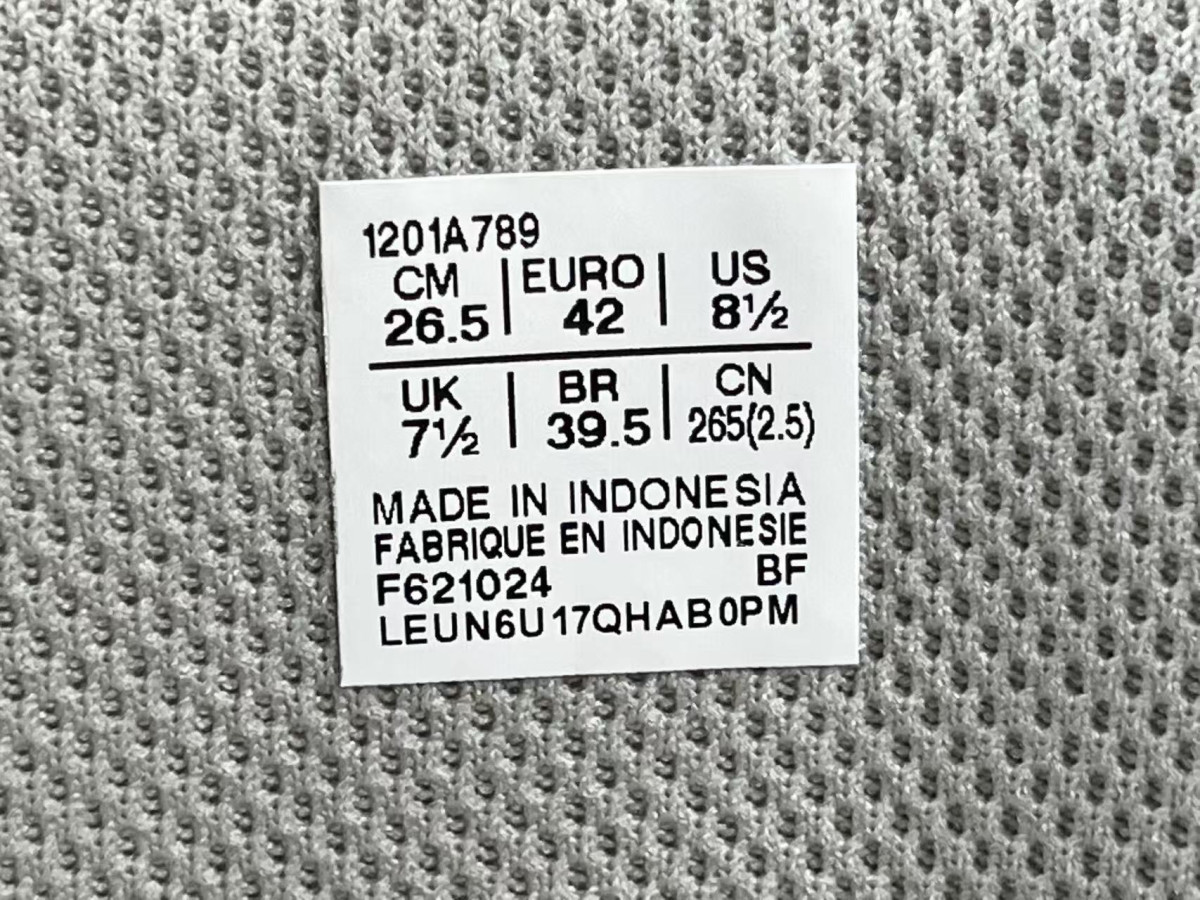 1201A789
CM | EURO | US
26.5 | 42 | 8½
UK | BR | CN
7½ | 39.5 | 265(2.5)
MADE IN INDONESIA
FABRIQUE EN INDONESIE
F621024 BF
LEUN6U17QHAB0PM